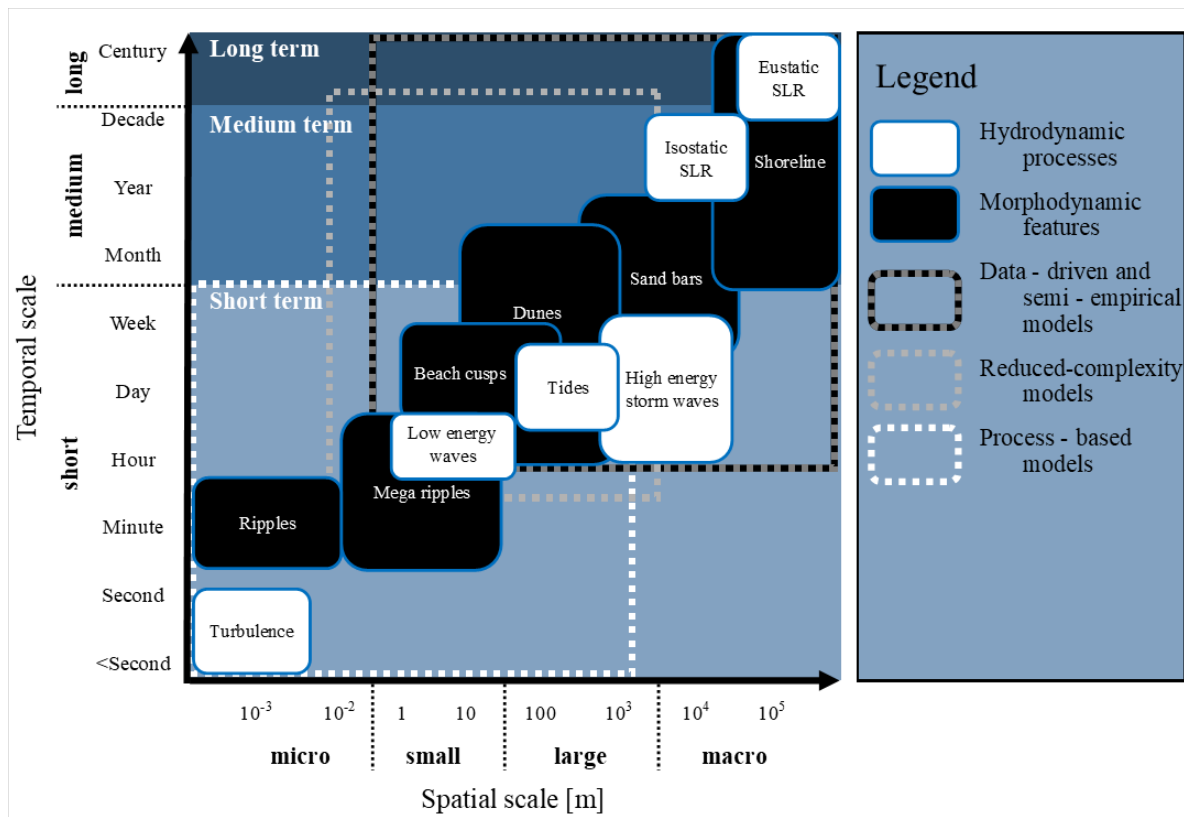 Temporal scale
long
medium
short
Century
Decade
Year
Month
Week
Day
Hour
Minute
Second
<Second
Long term
Medium term
Short term
Eustatic
SLR
Isostatic
SLR
Shoreline
Sand bars
Dunes
Beach cusps
Tides
High energy
storm waves
Low energy
waves
Mega ripples
Ripples
Turbulence
10⁻³ 10⁻² 1 10 100 10³ 10⁴ 10⁵
micro small large macro
Spatial scale [m]
Legend
Hydrodynamic
processes
Morphodynamic
features
Data - driven and
semi - empirical
models
Reduced-complexity
models
Process - based
models